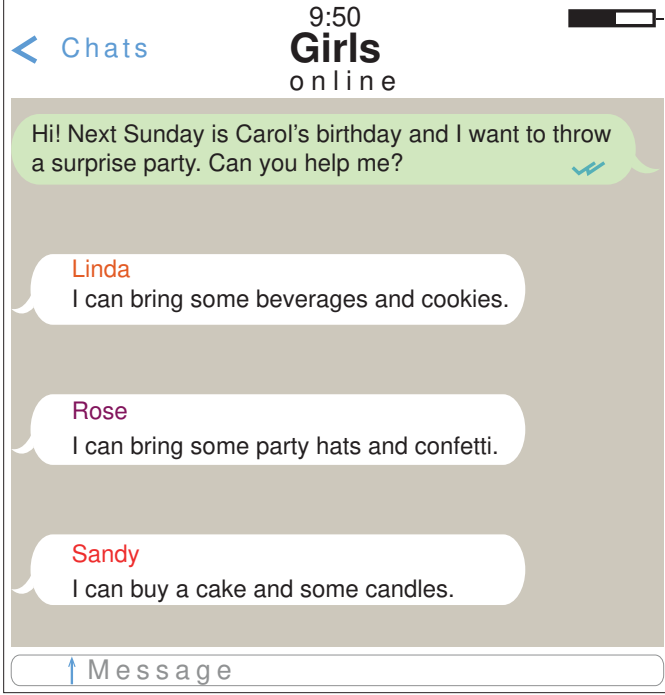 9:50
Chats
Girls
online
Hi! Next Sunday is Carol’s birthday and I want to throw
a surprise party. Can you help me?
Linda
I can bring some beverages and cookies.
Rose
I can bring some party hats and confetti.
Sandy
I can buy a cake and some candles.
Message